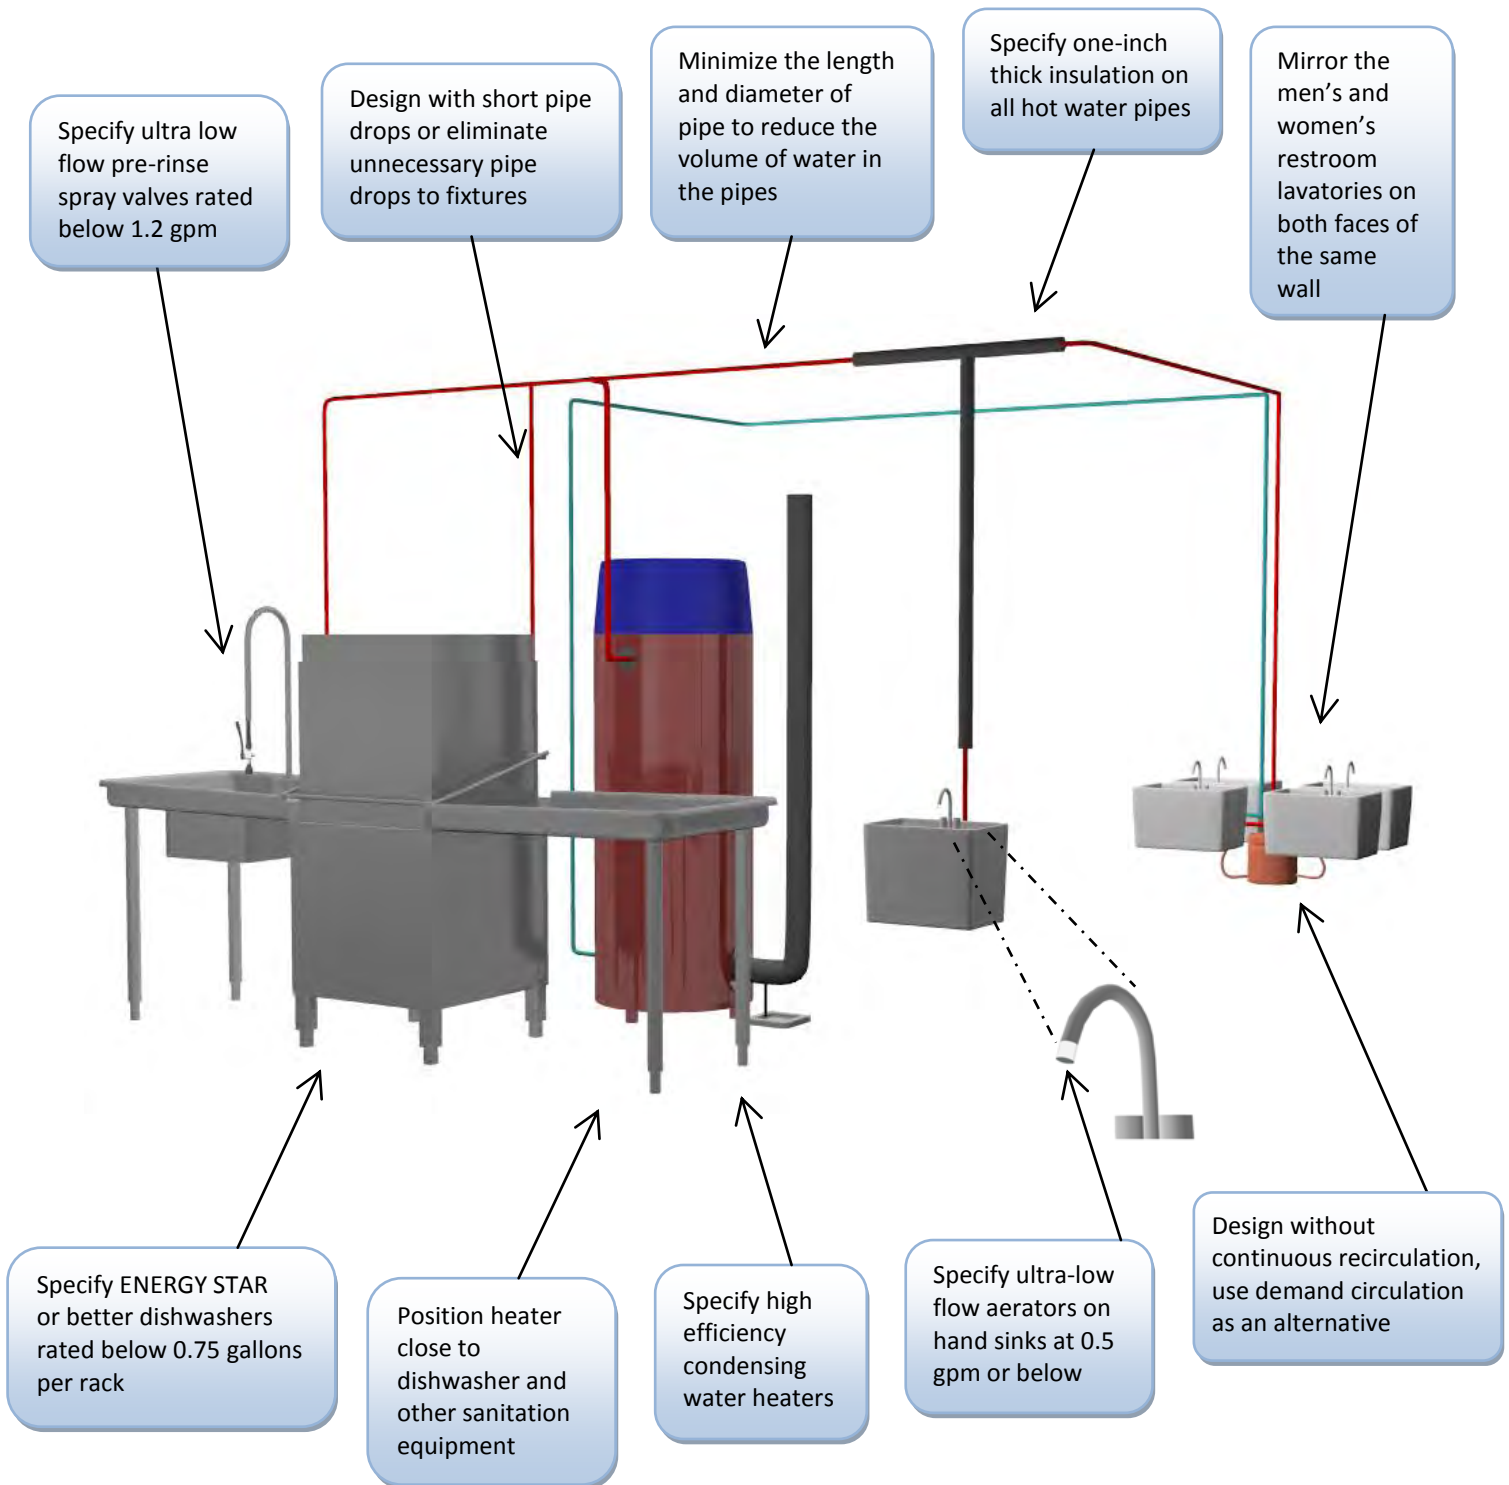 Specify ultra low
flow pre-rinse
spray valves rated
below 1.2 gpm
Design with short pipe
drops or eliminate
unnecessary pipe
drops to fixtures
Minimize the length
and diameter of
pipe to reduce the
volume of water in
the pipes
Specify one-inch
thick insulation on
all hot water pipes
Mirror the
men’s and
women’s
restroom
lavatories on
both faces of
the same
wall
Specify ENERGY STAR
or better dishwashers
rated below 0.75 gallons
per rack
Position heater
close to
dishwasher and
other sanitation
equipment
Specify high
efficiency
condensing
water heaters
Specify ultra-low
flow aerators on
hand sinks at 0.5
gpm or below
Design without
continuous recirculation,
use demand circulation
as an alternative